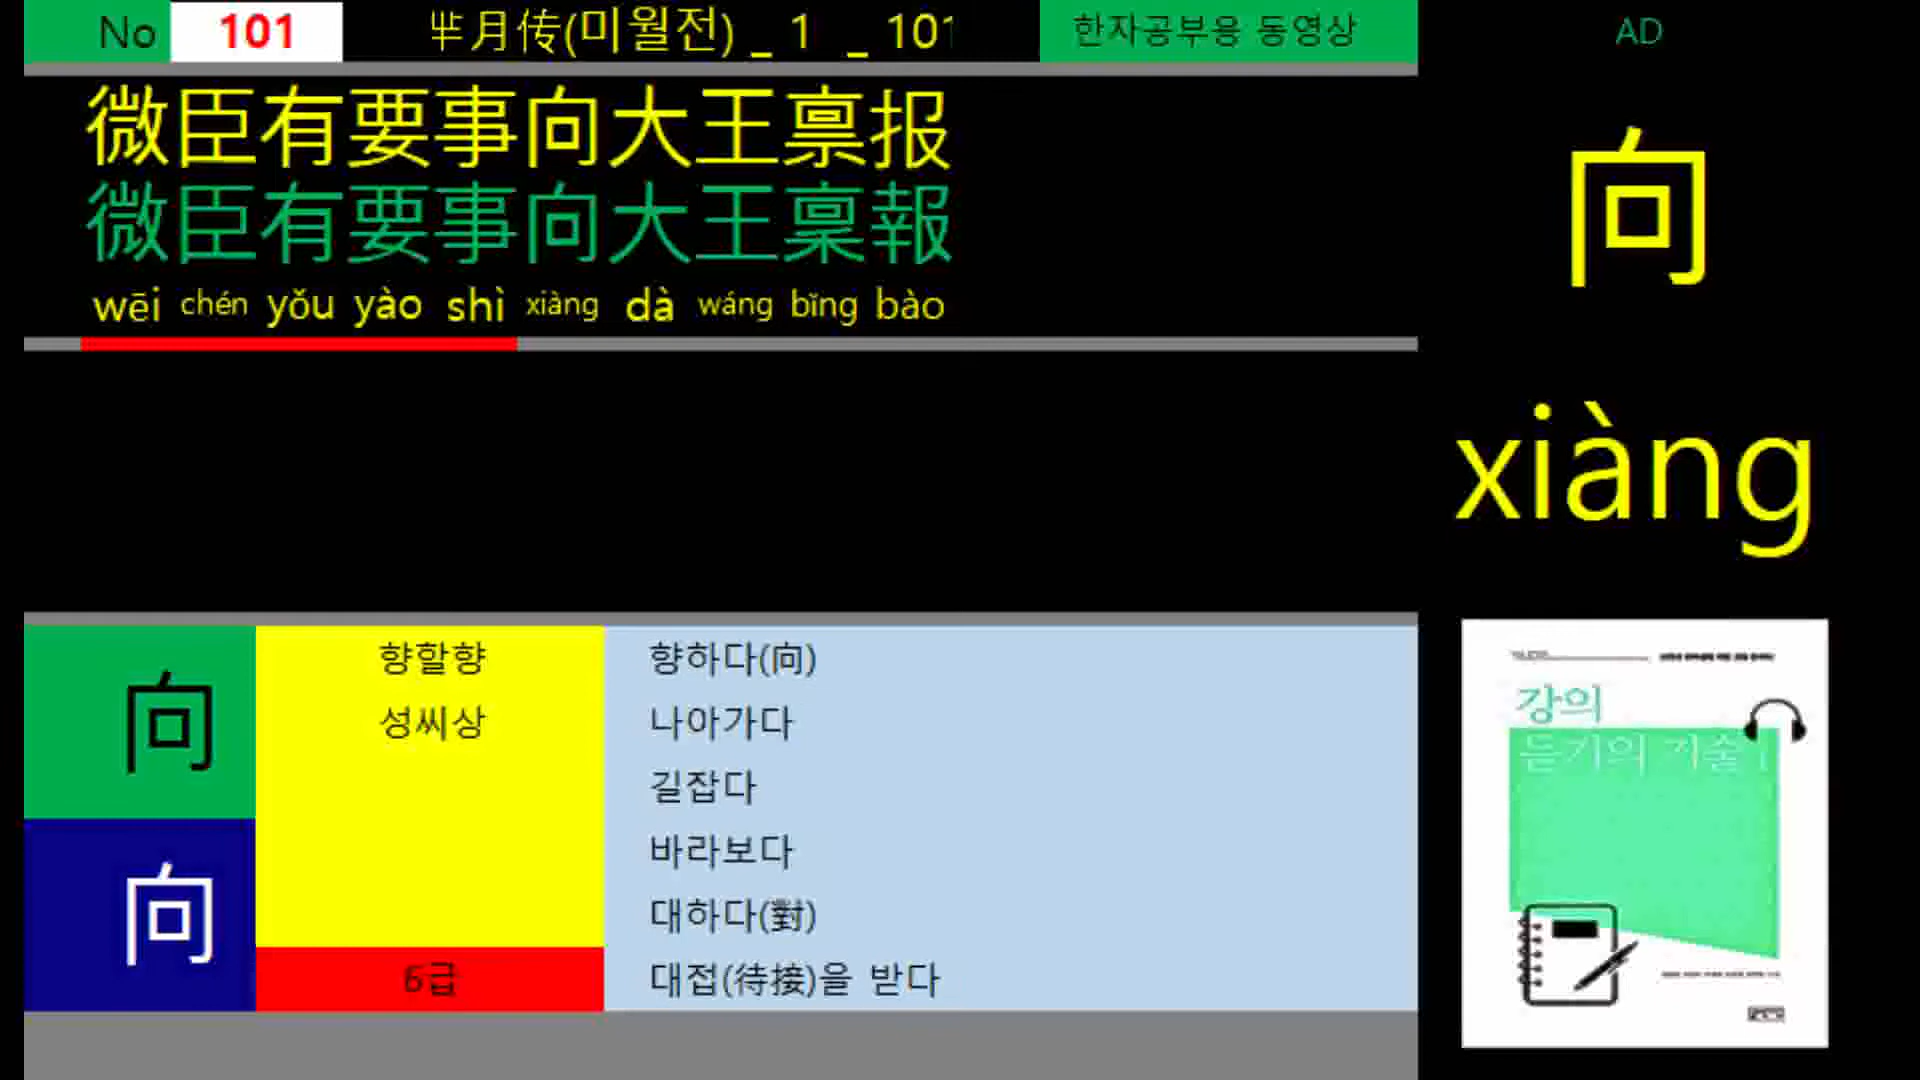 No 101 芈月传(미월전) _ 1 _ 101 한자공부용 동영상 AD
微臣有要事向大王禀报
微臣有要事向大王稟報
wēi chén yǒu yào shì xiàng dà wáng bǐng bào
向
xiàng
向 향할향 향하다(向)
성씨상 나아가다
길잡다
바라보다
向 대하다(對)
6급 대접(待接)을 받다
강의
듣기의 기술